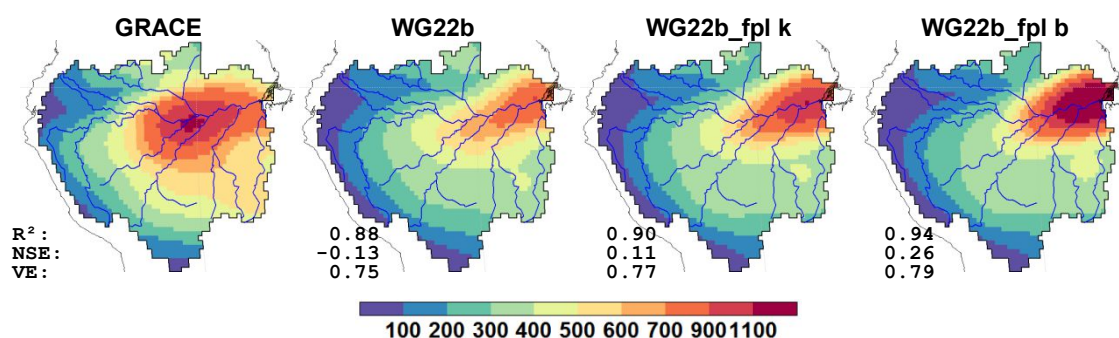 GRACE WG22b WG22b_fpl k WG22b_fpl b
R²: 0.88 0.90 0.94
NSE: -0.13 0.11 0.26
VE: 0.75 0.77 0.79
100 200 300 400 500 600 700 900 1100